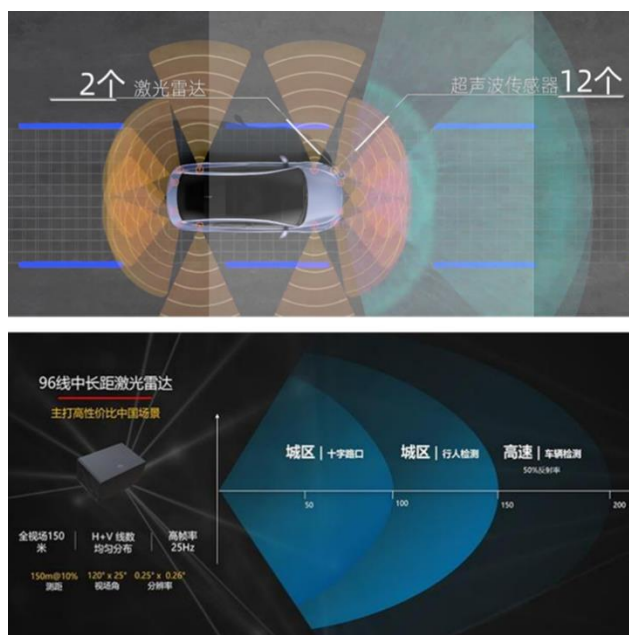 2个 激光雷达
超声波传感器12个
96线中长距激光雷达
主打高性价比中国场景
城区 | 十字路口
城区 | 行人检测
高速 | 车辆检测
50%反射率
50
100
150
200
全视场150
米
H+V 线数
均匀分布
高帧率
25Hz
150m@10%
测距
120° x 25°
视场角
0.25° x 0.26°
分辨率